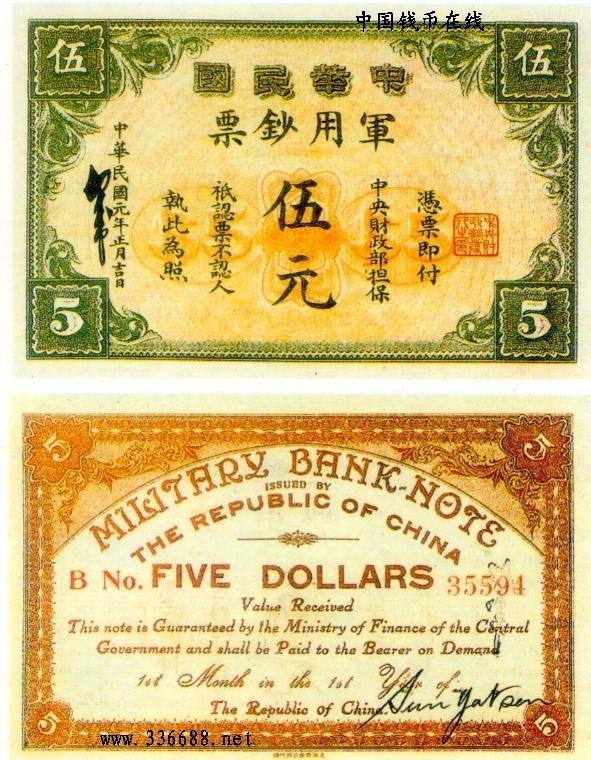 中国钱币在线
伍 伍
中華民國
軍用鈔票
憑票即付
中央財政部担保
伍元
祇認票不認人
執此為照
中華民國元年正月吉日
5 5
5 5
MILITARY BANK-NOTE
ISSUED BY
THE REPUBLIC OF CHINA
B No. FIVE DOLLARS 35594
Value Received
This note is Guaranteed by the Ministry of Finance of the Central
Government and shall be Paid to the Bearer on Demand
1st Month in the 1st Year of
The Republic of China.
Sun Yatsen
5 5
www.336688.net